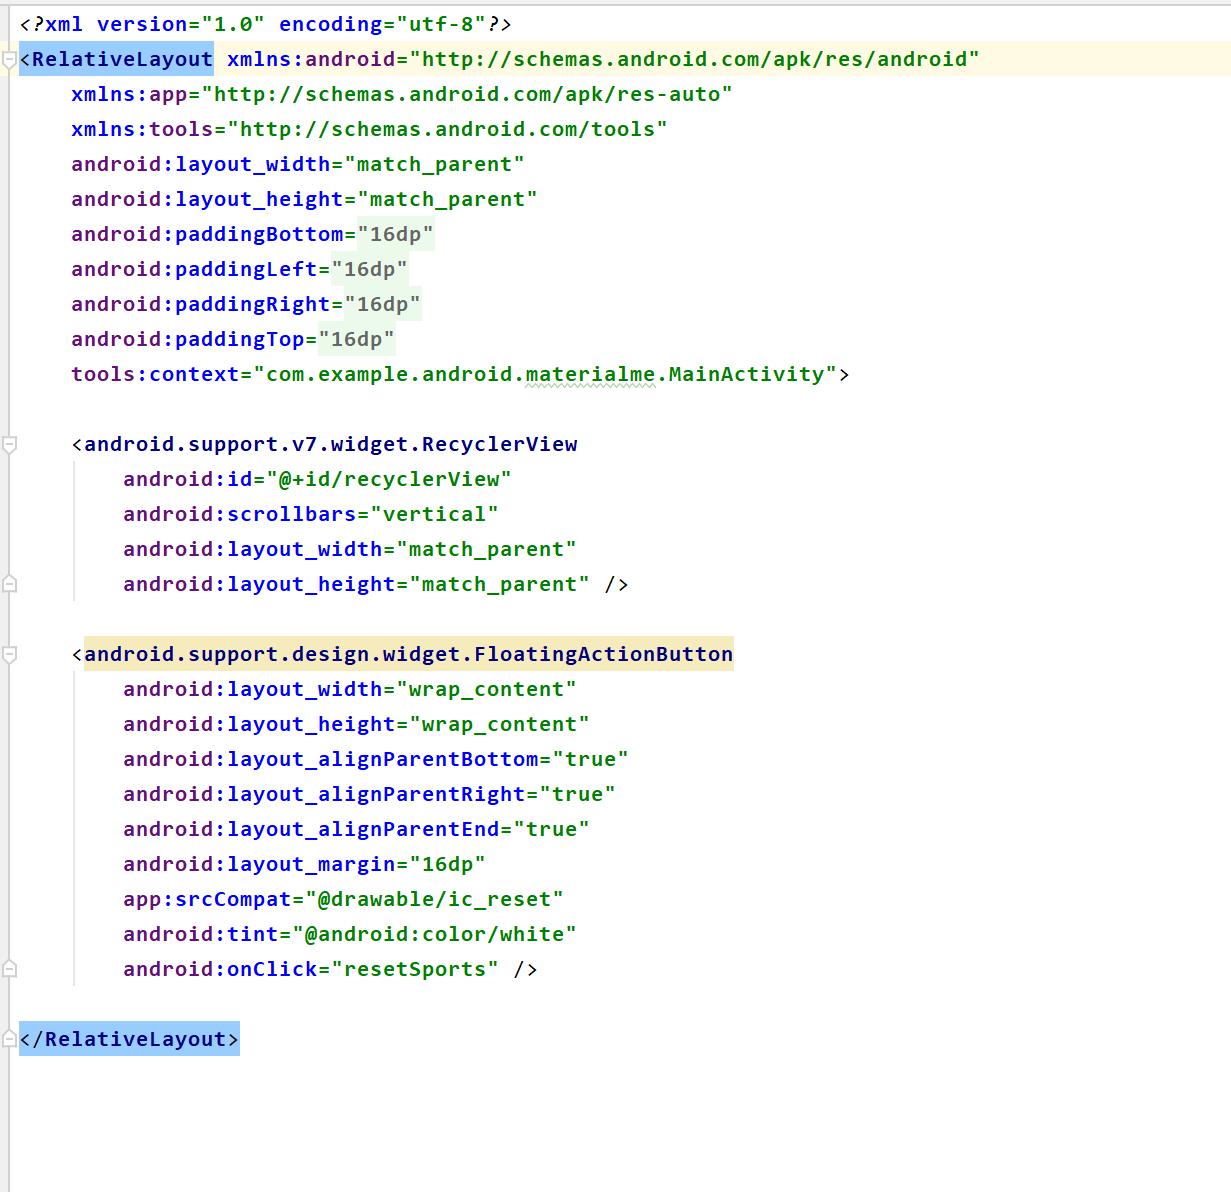 <?xml version="1.0" encoding="utf-8"?>
<RelativeLayout xmlns:android="http://schemas.android.com/apk/res/android"
    xmlns:app="http://schemas.android.com/apk/res-auto"
    xmlns:tools="http://schemas.android.com/tools"
    android:layout_width="match_parent"
    android:layout_height="match_parent"
    android:paddingBottom="16dp"
    android:paddingLeft="16dp"
    android:paddingRight="16dp"
    android:paddingTop="16dp"
    tools:context="com.example.android.materialme.MainActivity">

    <android.support.v7.widget.RecyclerView
        android:id="@+id/recyclerView"
        android:scrollbars="vertical"
        android:layout_width="match_parent"
        android:layout_height="match_parent" />

    <android.support.design.widget.FloatingActionButton
        android:layout_width="wrap_content"
        android:layout_height="wrap_content"
        android:layout_alignParentBottom="true"
        android:layout_alignParentRight="true"
        android:layout_alignParentEnd="true"
        android:layout_margin="16dp"
        app:srcCompat="@drawable/ic_reset"
        android:tint="@android:color/white"
        android:onClick="resetSports" />

</RelativeLayout>